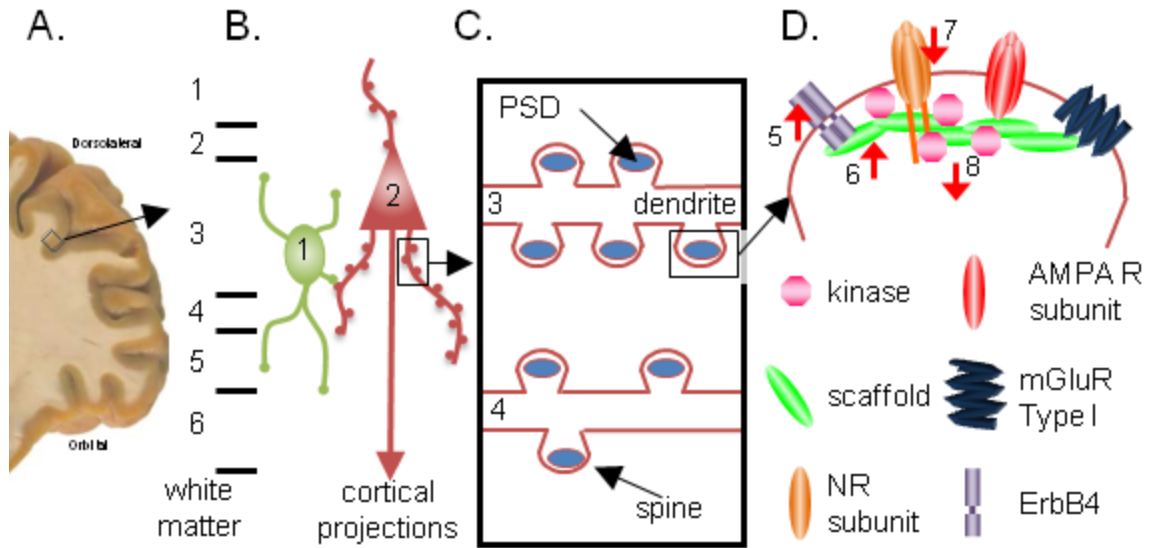 A.
B.
C.
D.
Dorsolateral
Orbital
1
2
3
4
5
6
white
matter
1
2
cortical
projections
PSD
3
dendrite
4
spine
7
5
6
8
kinase
AMPA R
subunit
scaffold
mGluR
Type I
NR
subunit
ErbB4